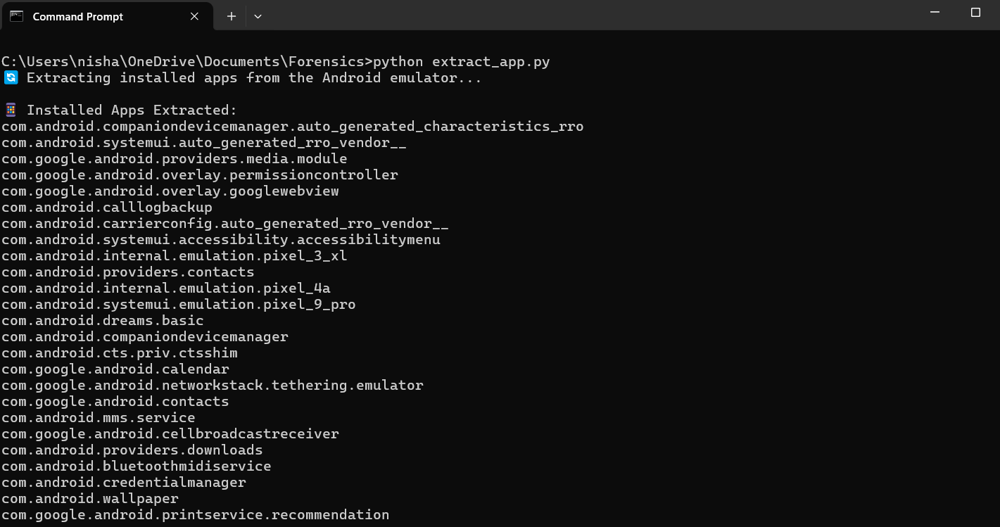 Command Prompt
C:\Users\nisha\OneDrive\Documents\Forensics>python extract_app.py
🔄 Extracting installed apps from the Android emulator...
📱 Installed Apps Extracted:
com.android.companiondevicemanager.auto_generated_characteristics_rro
com.android.systemui.auto_generated_rro_vendor__
com.google.android.providers.media.module
com.google.android.overlay.permissioncontroller
com.google.android.overlay.googlewebview
com.android.calllogbackup
com.android.carrierconfig.auto_generated_rro_vendor__
com.android.systemui.accessibility.accessibilitymenu
com.android.internal.emulation.pixel_3_xl
com.android.providers.contacts
com.android.internal.emulation.pixel_4a
com.android.systemui.emulation.pixel_9_pro
com.android.dreams.basic
com.android.companiondevicemanager
com.android.cts.priv.ctsshim
com.google.android.calendar
com.google.android.networkstack.tethering.emulator
com.google.android.contacts
com.android.mms.service
com.google.android.cellbroadcastreceiver
com.android.providers.downloads
com.android.bluetoothmidiservice
com.android.credentialmanager
com.android.wallpaper
com.google.android.printservice.recommendation